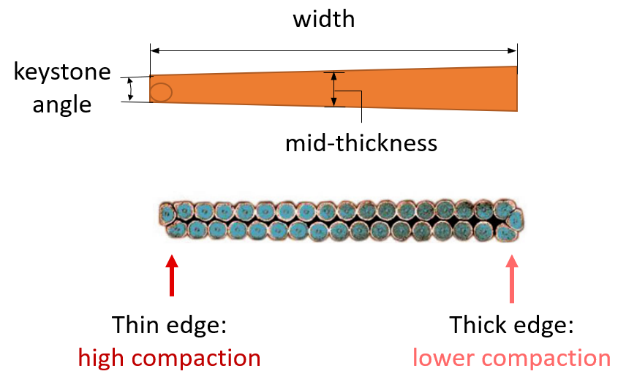 width
keystone
angle
mid-thickness
Thin edge:
high compaction
Thick edge:
lower compaction